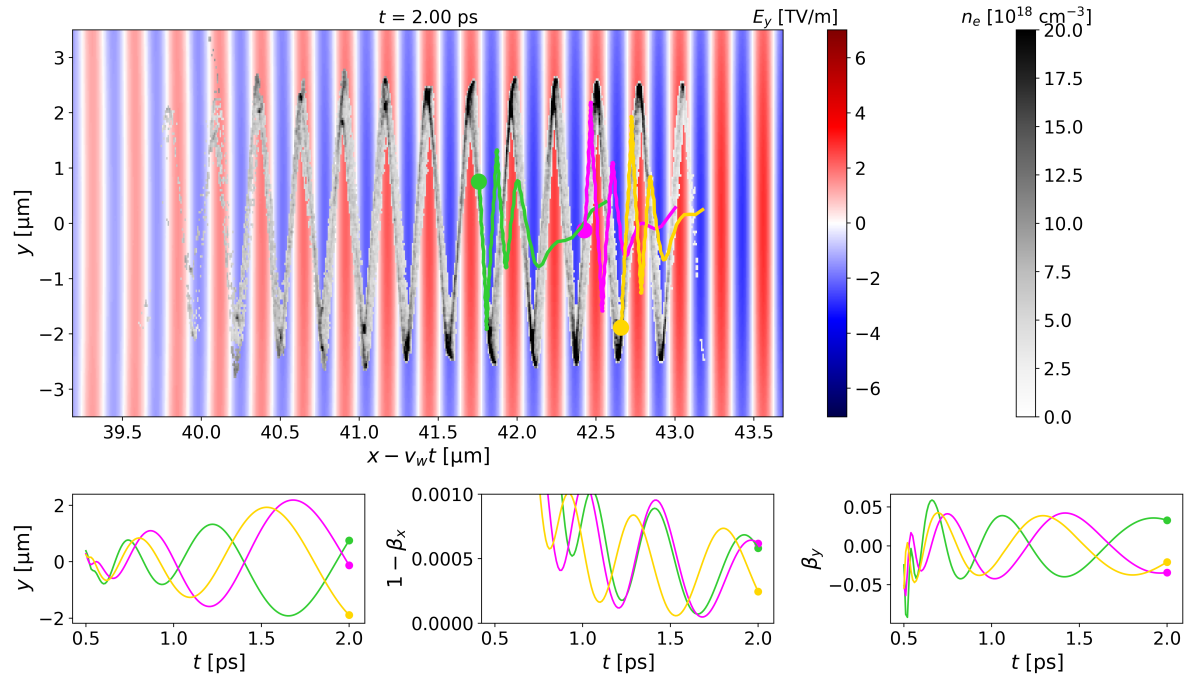 t = 2.00 ps
E_y [TV/m]
n_e [10^18 cm^−3]
3
2
1
0
−1
−2
−3
y [µm]
39.5 40.0 40.5 41.0 41.5 42.0 42.5 43.0 43.5
x − v_w t [µm]
6
4
2
0
−2
−4
−6
20.0
17.5
15.0
12.5
10.0
7.5
5.0
2.5
0.0
2
0
−2
y [µm]
0.5 1.0 1.5 2.0
t [ps]
0.0010
0.0005
0.0000
1 − β_x
0.5 1.0 1.5 2.0
t [ps]
0.05
0.00
−0.05
β_y
0.5 1.0 1.5 2.0
t [ps]